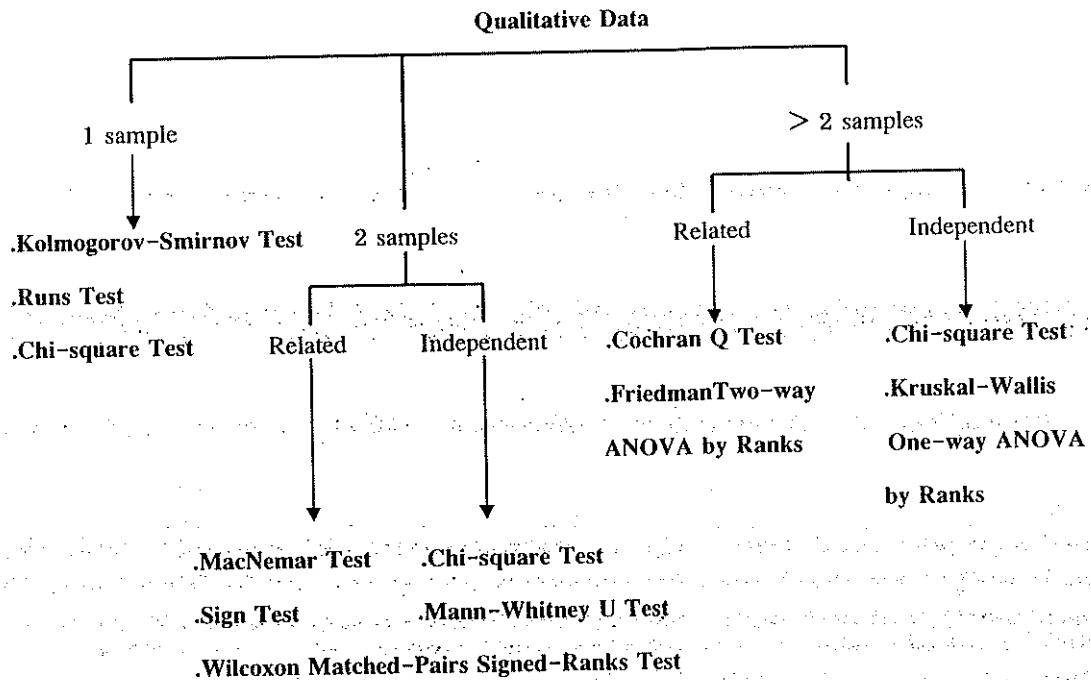 Qualitative Data
1 sample
> 2 samples
.Kolmogorov-Smirnov Test
.Runs Test
.Chi-square Test
2 samples
Related
Independent
Related
Independent
.MacNemar Test
.Sign Test
.Wilcoxon Matched-Pairs Signed-Ranks Test
.Chi-square Test
.Mann-Whitney U Test
.Cochran Q Test
.FriedmanTwo-way
ANOVA by Ranks
.Chi-square Test
.Kruskal-Wallis
One-way ANOVA
by Ranks